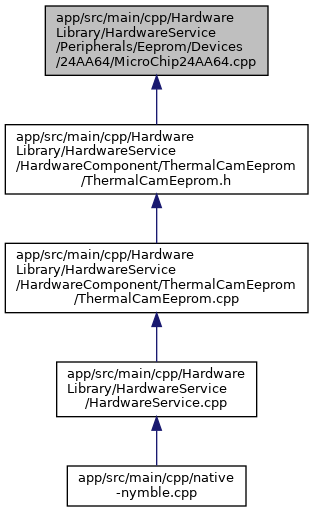 app/src/main/cpp/Hardware
Library/HardwareService
/Peripherals/Eeprom/Devices
/24AA64/MicroChip24AA64.cpp
app/src/main/cpp/Hardware
Library/HardwareService
/HardwareComponent/ThermalCamEeprom
/ThermalCamEeprom.h
app/src/main/cpp/Hardware
Library/HardwareService
/HardwareComponent/ThermalCamEeprom
/ThermalCamEeprom.cpp
app/src/main/cpp/Hardware
Library/HardwareService
/HardwareService.cpp
app/src/main/cpp/native
-nymble.cpp